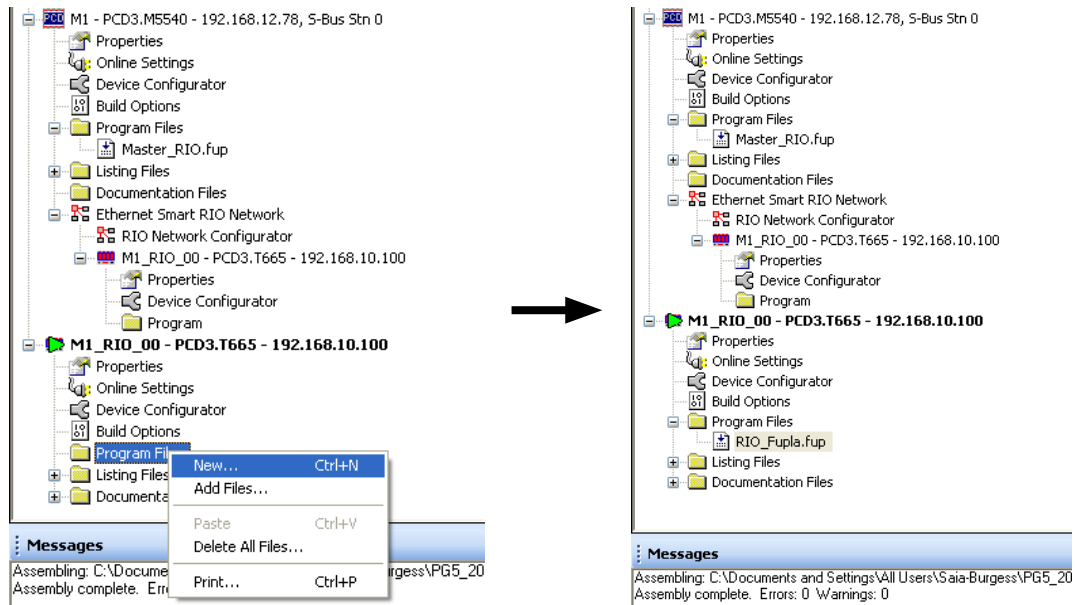 M1 - PCD3.M5540 - 192.168.12.78, S-Bus Stn 0
Properties
Online Settings
Device Configurator
Build Options
Program Files
Master_RIO.fup
Listing Files
Documentation Files
Ethernet Smart RIO Network
RIO Network Configurator
M1_RIO_00 - PCD3.T665 - 192.168.10.100
Properties
Device Configurator
Program
M1_RIO_00 - PCD3.T665 - 192.168.10.100
Properties
Online Settings
Device Configurator
Build Options
Program Fil
Listing Files
Documenta
New... Ctrl+N
Add Files...
Paste Ctrl+V
Delete All Files...
Print... Ctrl+P
Messages
Assembling: C:\Docume rgess\PG5_20
Assembly complete. Erro
M1 - PCD3.M5540 - 192.168.12.78, S-Bus Stn 0
Properties
Online Settings
Device Configurator
Build Options
Program Files
Master_RIO.fup
Listing Files
Documentation Files
Ethernet Smart RIO Network
RIO Network Configurator
M1_RIO_00 - PCD3.T665 - 192.168.10.100
Properties
Device Configurator
Program
M1_RIO_00 - PCD3.T665 - 192.168.10.100
Properties
Online Settings
Device Configurator
Build Options
Program Files
RIO_Fupla.fup
Listing Files
Documentation Files
Messages
Assembling: C:\Documents and Settings\All Users\Saia-Burgess\PG5_20
Assembly complete. Errors: 0 Warnings: 0